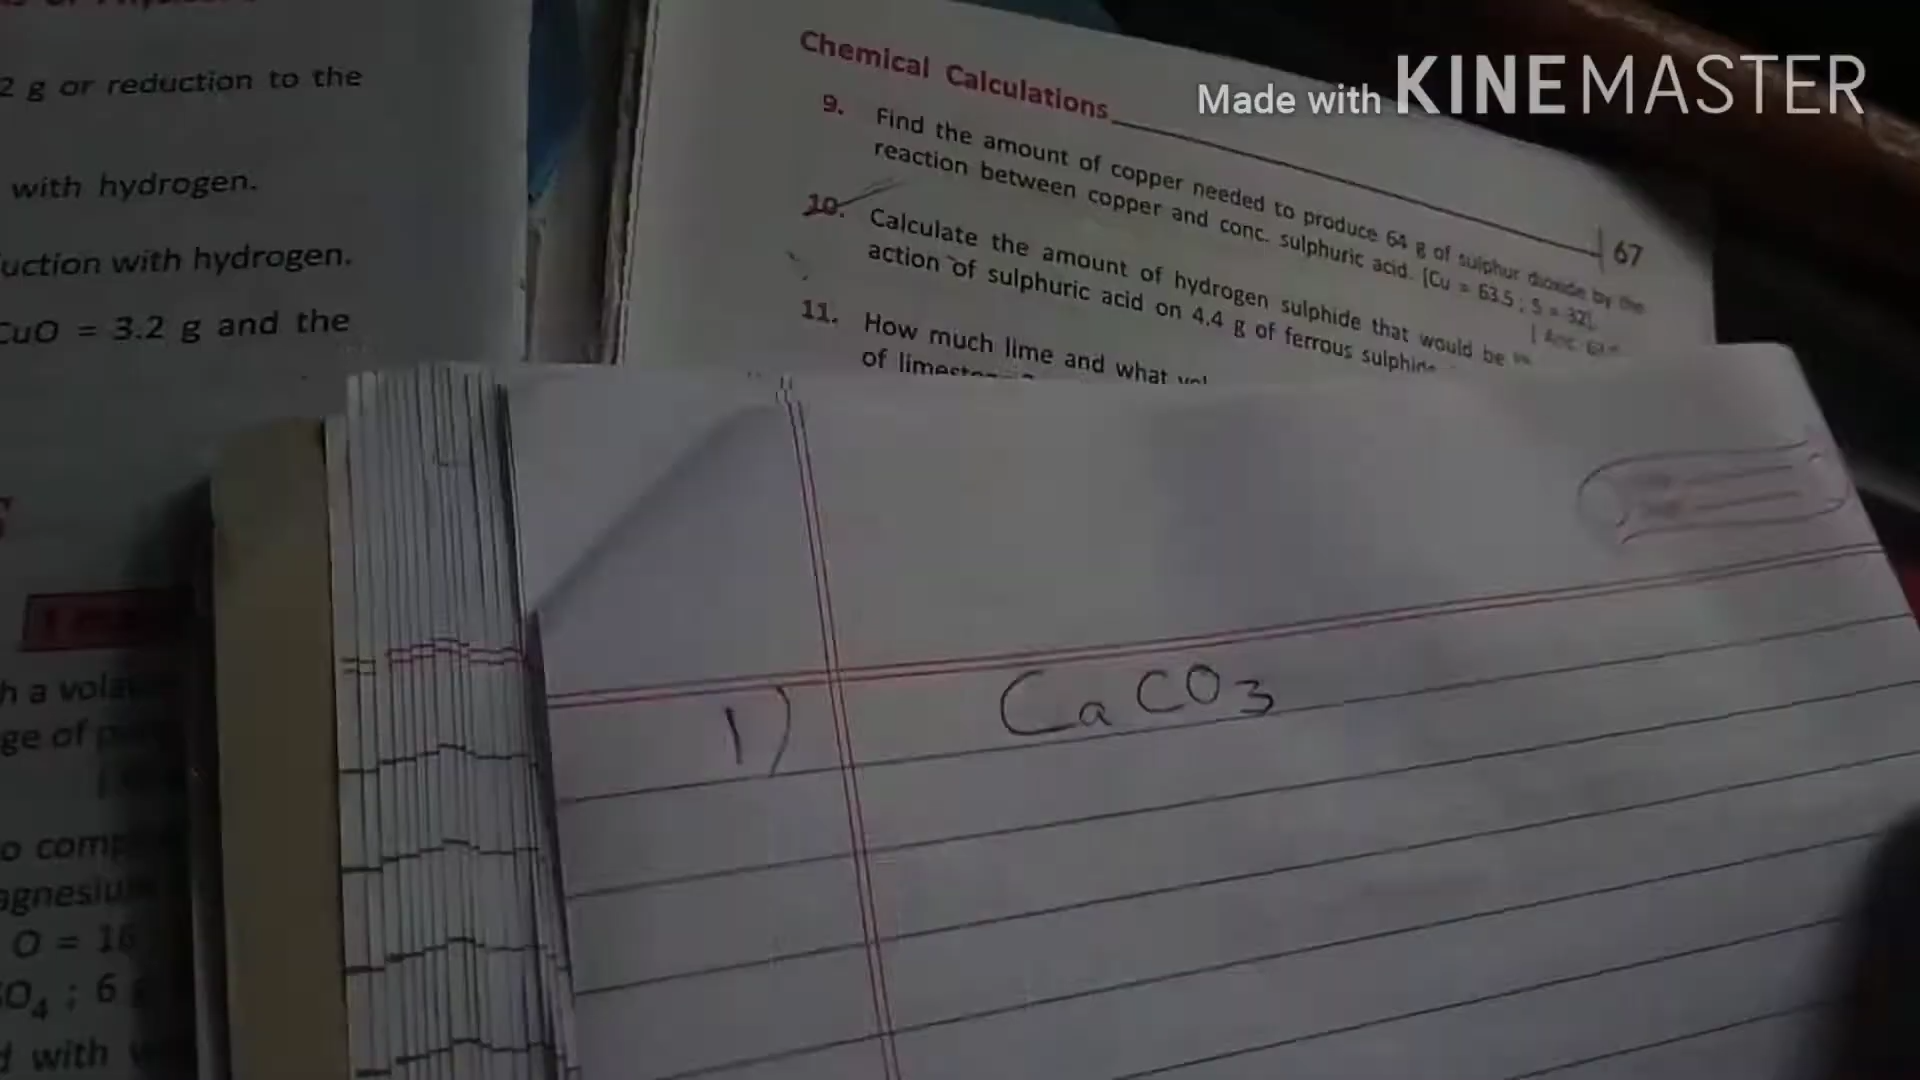 2 g or reduction to the
with hydrogen.
uction with hydrogen.
CuO = 3.2 g and the
h a
ge of
o
O = 16
SO4 ; 6
with
Chemical Calculations
67
Made with KINEMASTER
9. Find the amount of copper needed to produce 64 g of sulphur dioxide by the
reaction between copper and conc. sulphuric acid. [Cu = 63.5 ; S = 32].
10. Calculate the amount of hydrogen sulphide that would be
action of sulphuric acid on 4.4 g of ferrous sulphide
11. How much lime and what
of
1) CaCO3